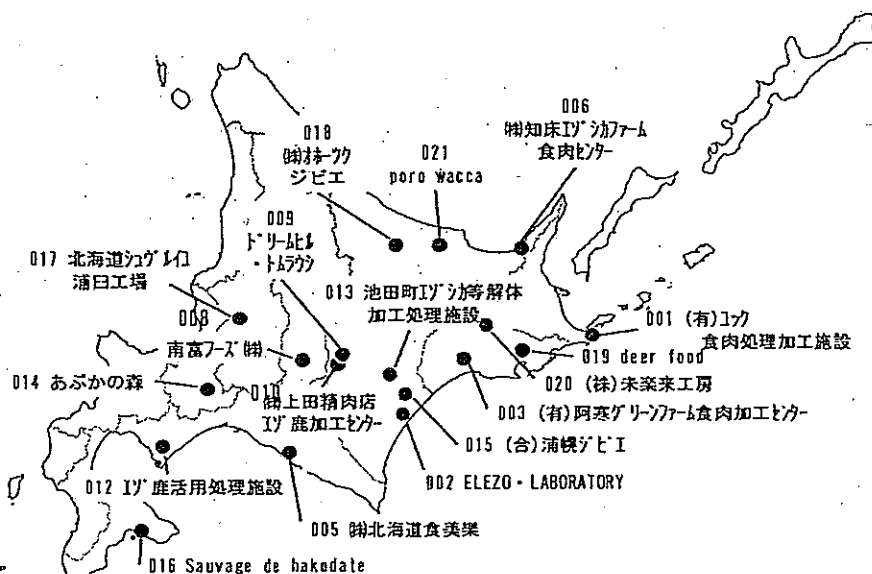 018
㈱オホーツク
ジビエ
021
poro wacca
006
㈱知床エゾシカファーム
食肉センター
009
ドリームヒル
・トムラウシ
017 北海道シュヴレイユ
浦臼工場
008
南富フーズ㈱
013 池田町エゾシカ等解体
加工処理施設
001 (有)ユック
食肉処理加工施設
019 deer food
014 あぷかの森
010
㈱上田精肉店
エゾ鹿加工センター
020 (株)未楽来工房
003 (有)阿寒グリーンファーム食肉加工センター
015 (合)浦幌ジビエ
002 ELEZO・LABORATORY
012 エゾ鹿活用処理施設
005 ㈱北海道食美樂
016 Sauvage de hakodate